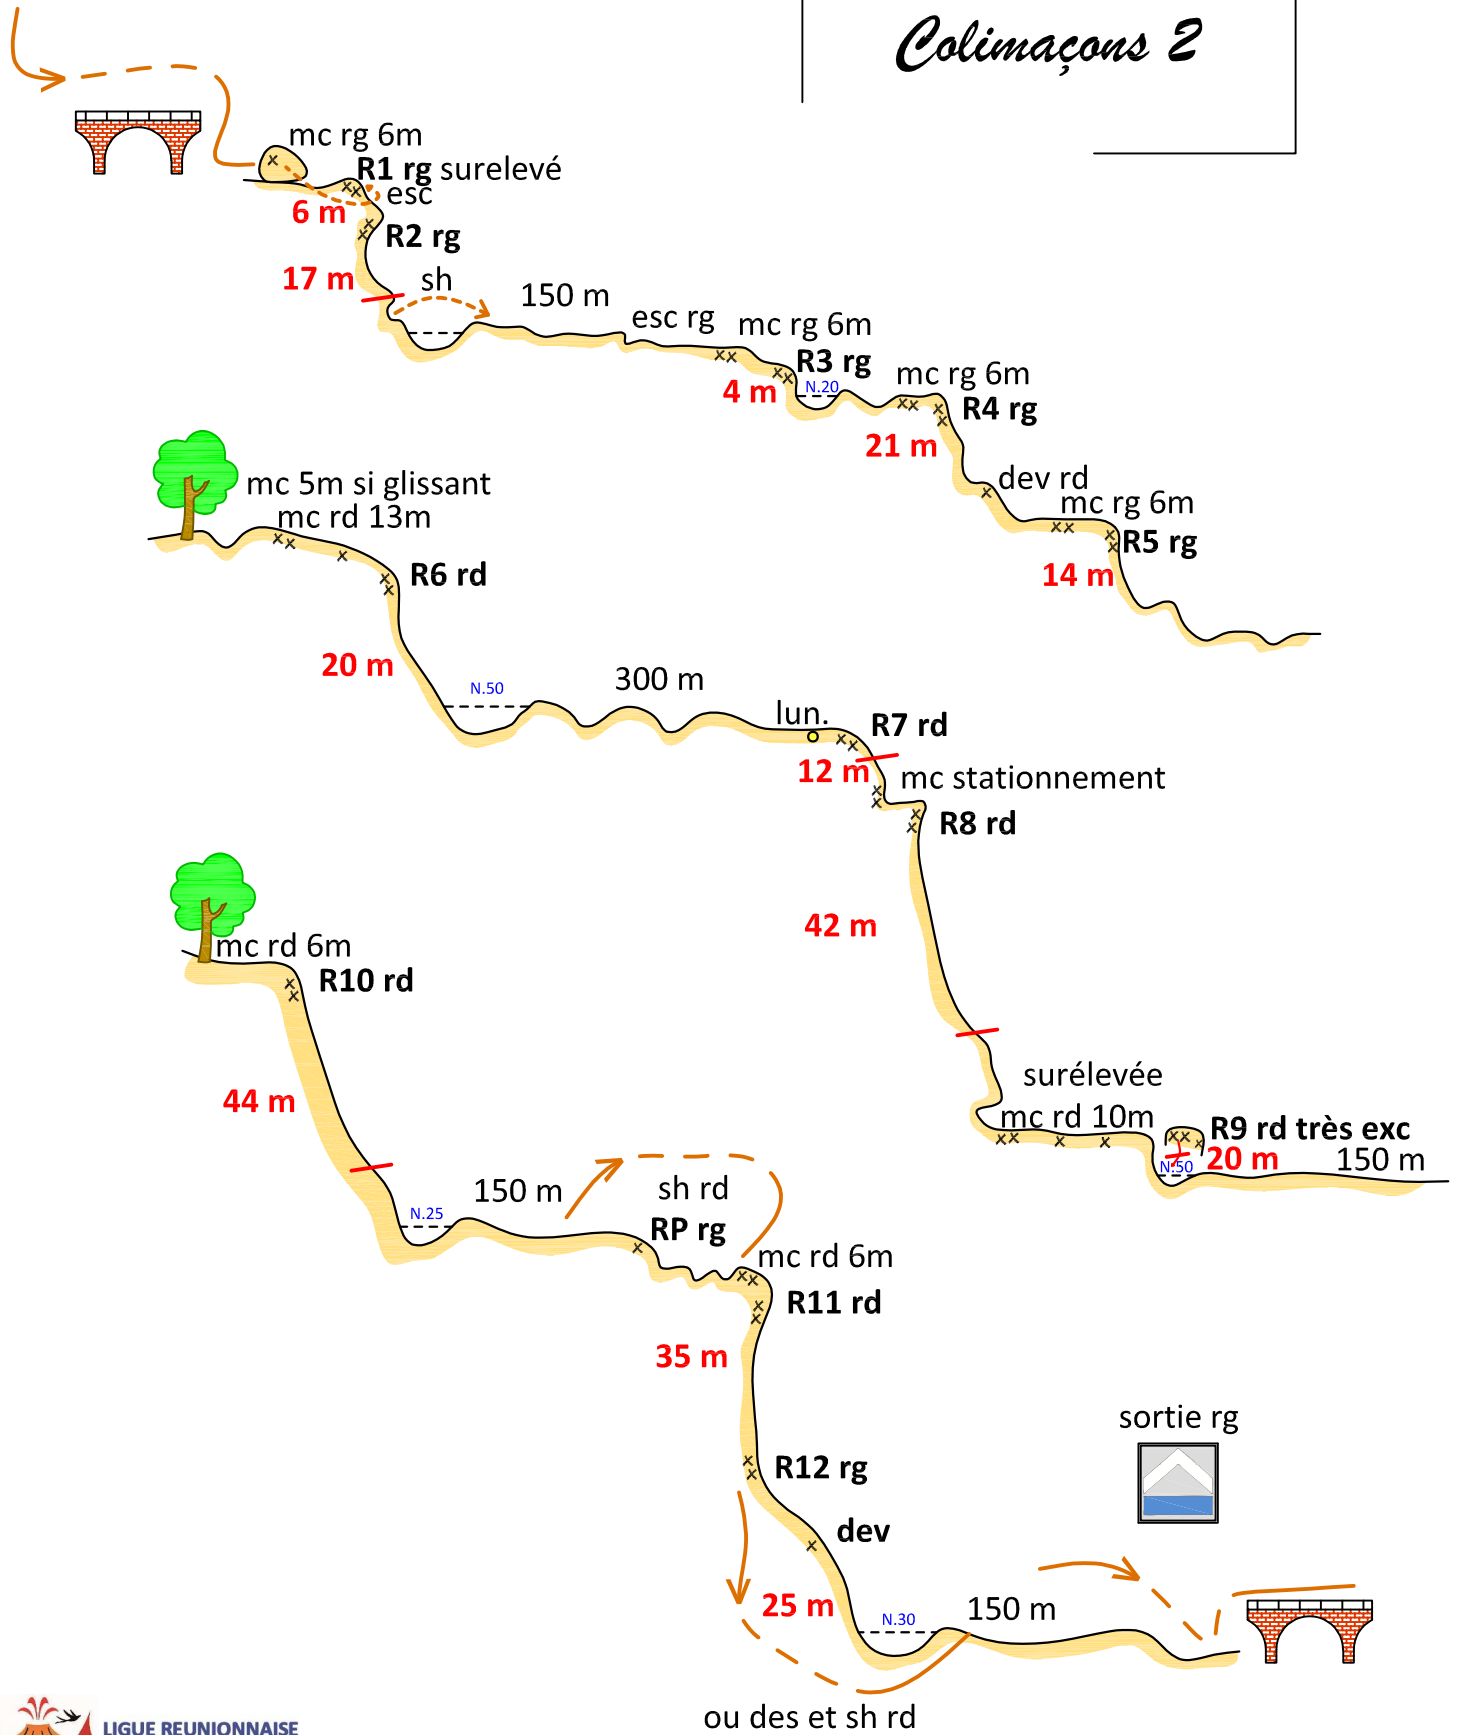 Colimaçons 2
mc rg 6m
R1 rg surelevé
esc
6 m
R2 rg
17 m
sh
150 m
esc rg
mc rg 6m
R3 rg
4 m
N.20
mc rg 6m
R4 rg
21 m
dev rd
mc rg 6m
R5 rg
14 m
mc 5m si glissant
mc rd 13m
R6 rd
20 m
N.50
300 m
lun.
R7 rd
12 m
mc stationnement
R8 rd
42 m
surélevée
mc rd 10m
R9 rd très exc
N.50
20 m
150 m
mc rd 6m
R10 rd
44 m
N.25
150 m
sh rd
RP rg
mc rd 6m
R11 rd
35 m
R12 rg
dev
25 m
N.30
150 m
sortie rg
ou des et sh rd
LIGUE REUNIONNAISE